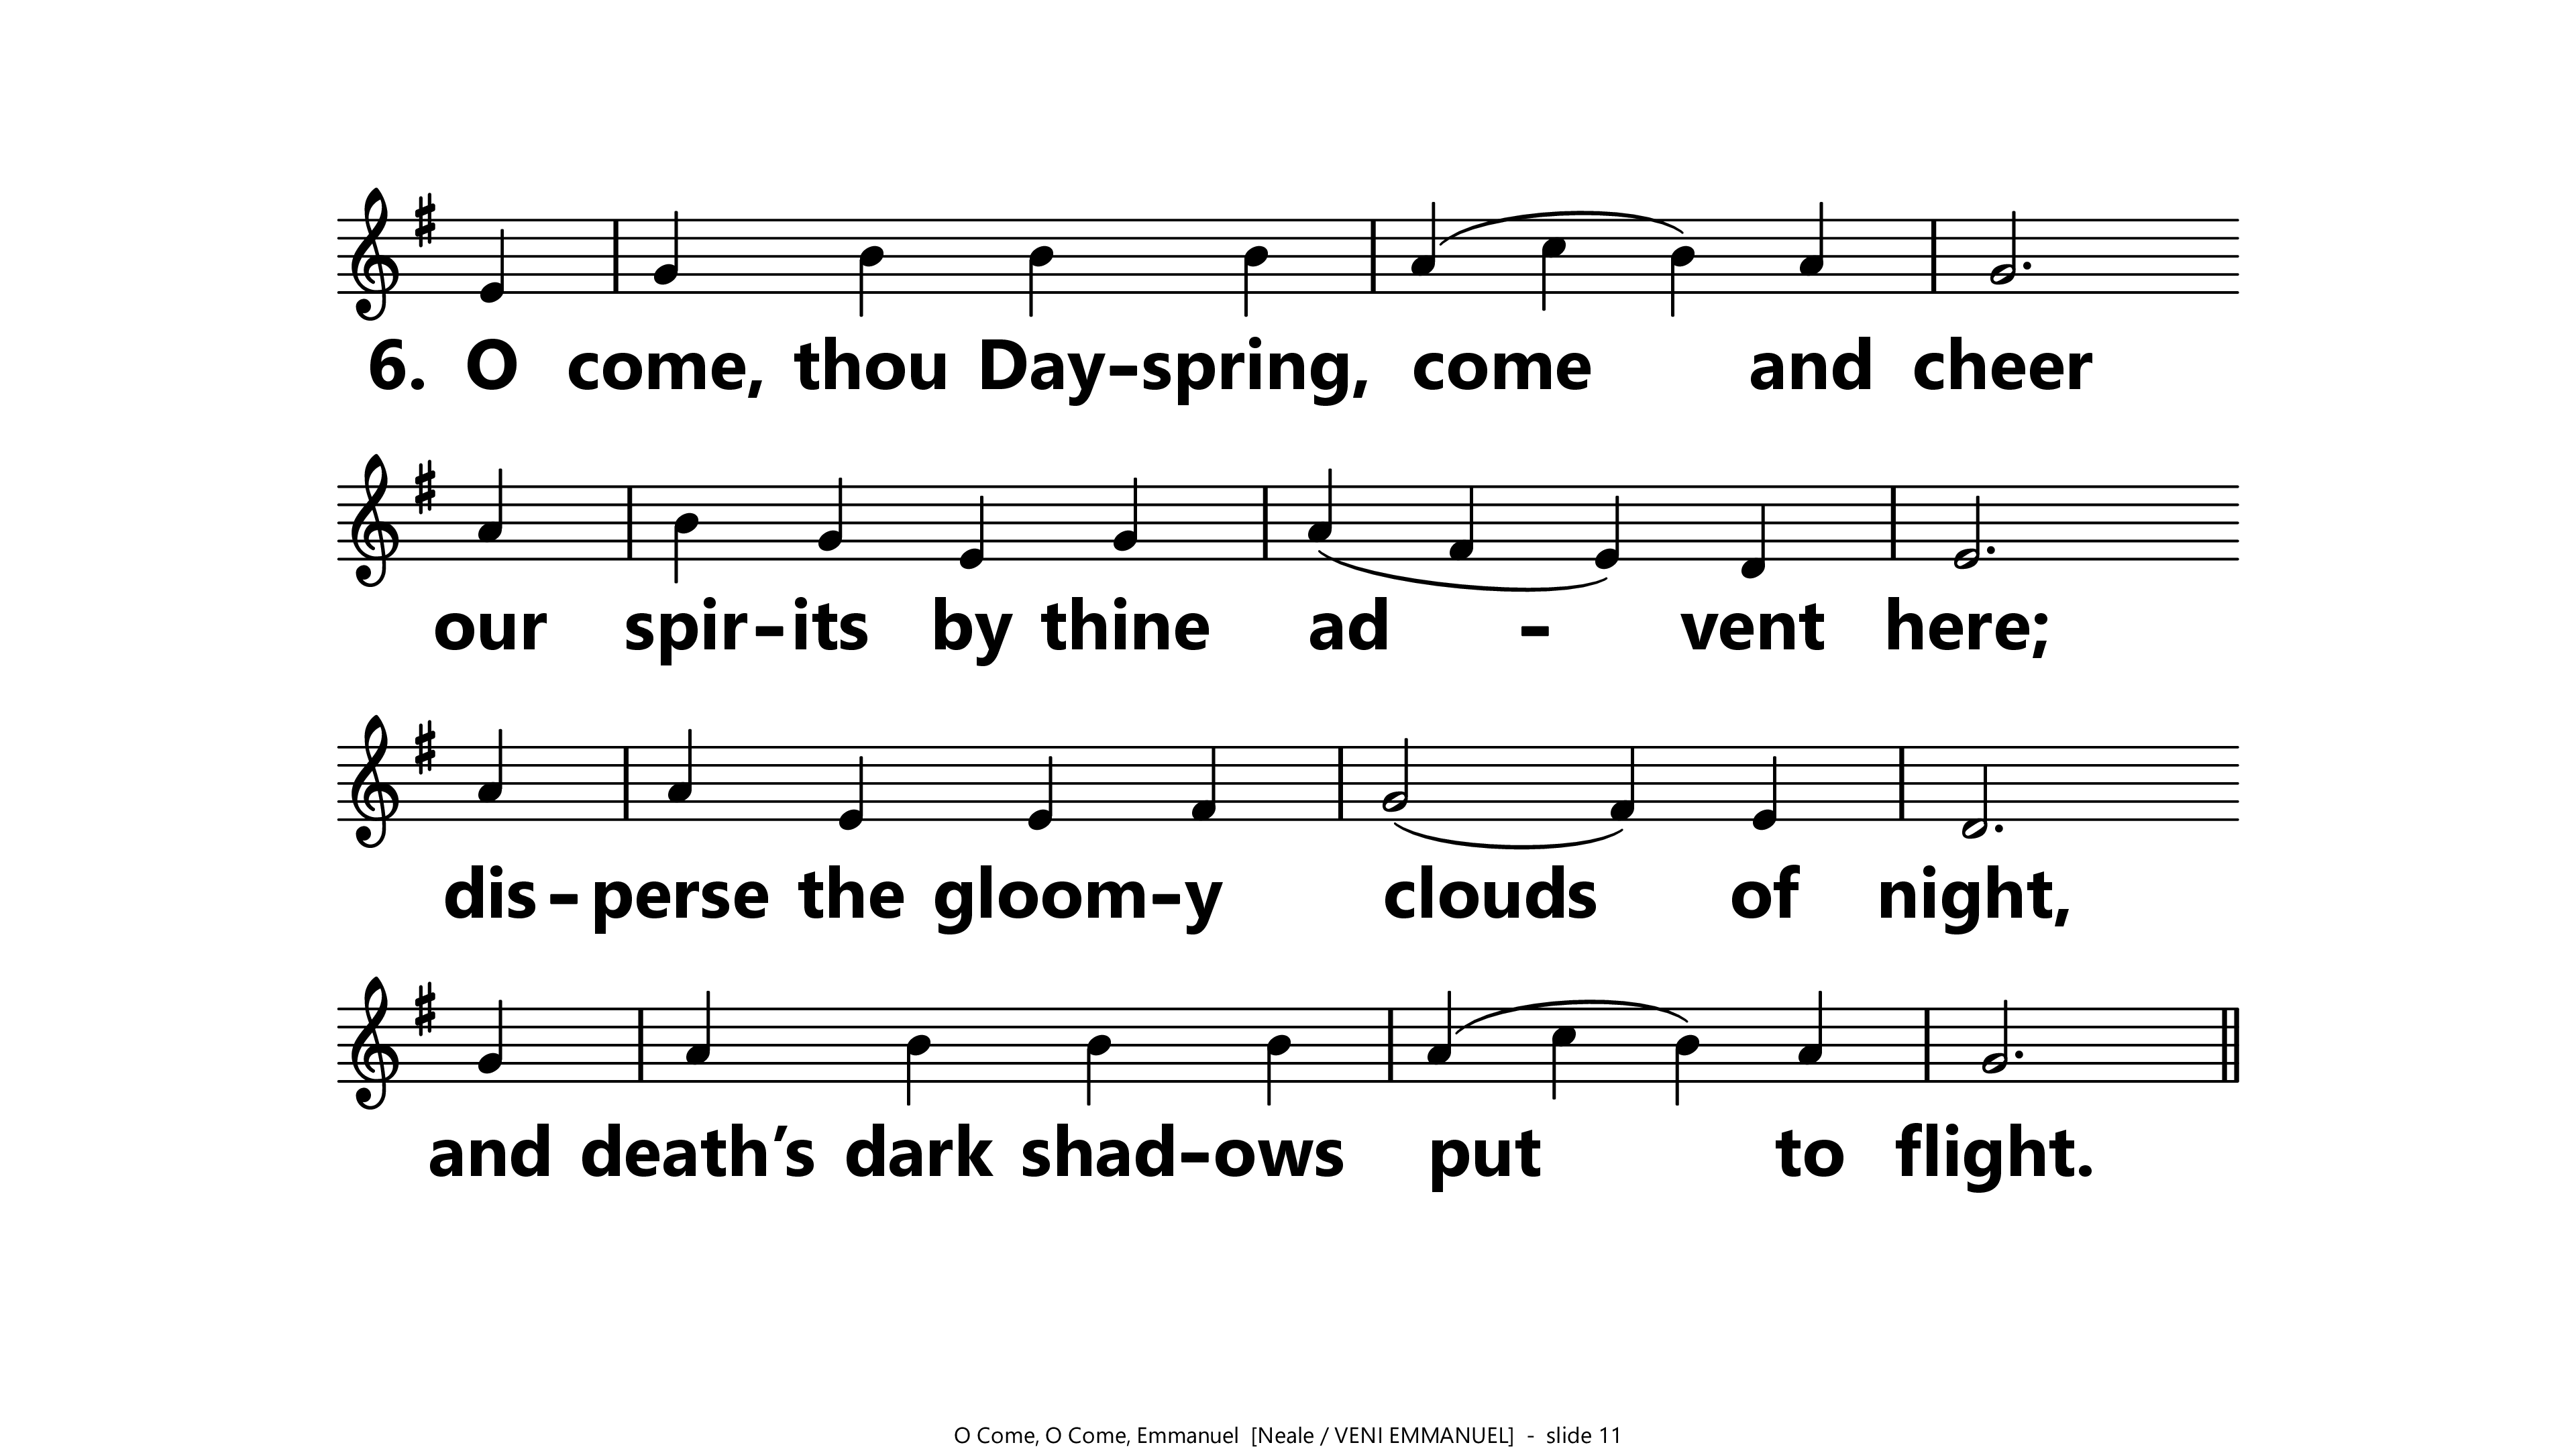 6. O come, thou Day-spring, come and cheer
our spir-its by thine ad - vent here;
dis-perse the gloom-y clouds of night,
and death’s dark shad-ows put to flight.
O Come, O Come, Emmanuel [Neale / VENI EMMANUEL] - slide 11